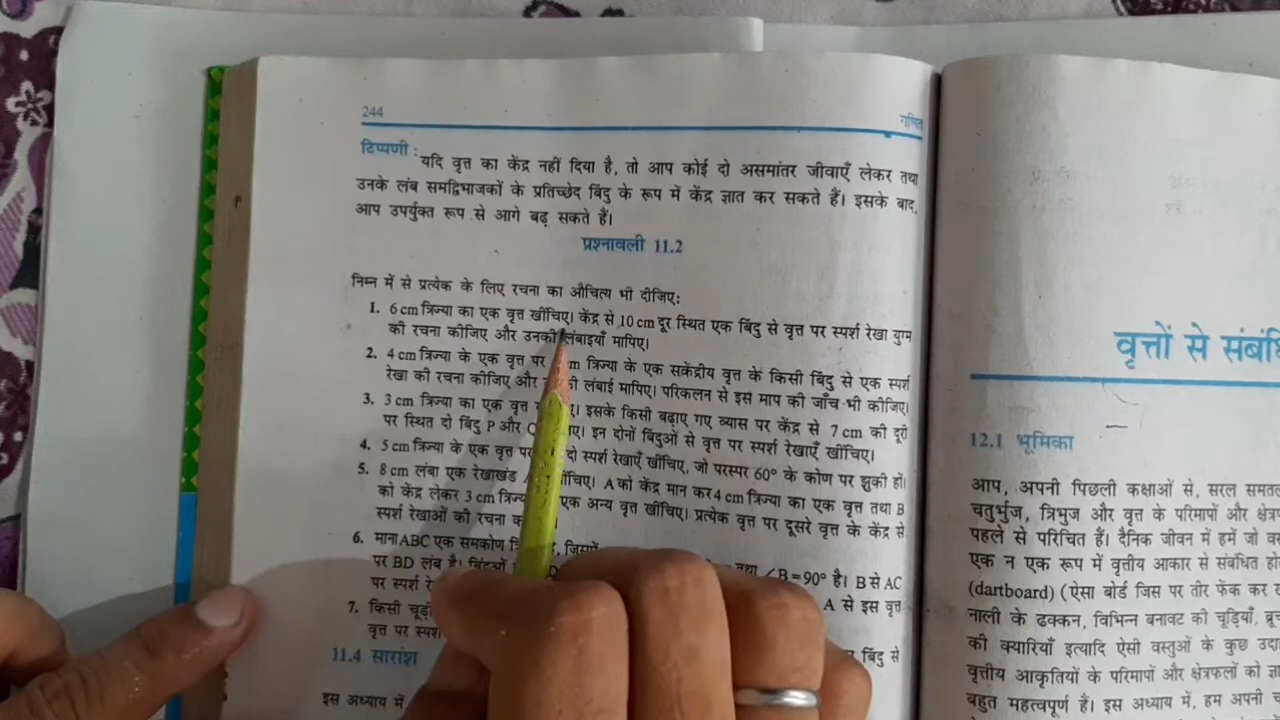 244
गणित
टिप्पणी : यदि वृत्त का केंद्र नहीं दिया है, तो आप कोई दो असमांतर जीवाएँ लेकर तथा
उनके लंब समद्विभाजकों के प्रतिच्छेद बिंदु के रूप में केंद्र ज्ञात कर सकते हैं। इसके बाद,
आप उपर्युक्त रूप से आगे बढ़ सकते हैं।
प्रश्नावली 11.2
निम्न में से प्रत्येक के लिए रचना का औचित्य भी दीजिए:
1. 6 cm त्रिज्या का एक वृत्त खींचिए। केंद्र से 10 cm दूर स्थित एक बिंदु से वृत्त पर स्पर्श रेखा युग्म
की रचना कीजिए और उनकी लंबाइयाँ मापिए।
2. 4 cm त्रिज्या के एक वृत्त पर cm त्रिज्या के एक सकेंद्रीय वृत्त के किसी बिंदु से एक स्पर्श
रेखा की रचना कीजिए और की लंबाई मापिए। परिकलन से इस माप की जाँच भी कीजिए।
3. 3 cm त्रिज्या का एक वृत्त इसके किसी बढ़ाए गए व्यास पर केंद्र से 7 cm की दूरी
पर स्थित दो बिंदु P और इन दोनों बिंदुओं से वृत्त पर स्पर्श रेखाएँ खींचिए।
4. 5 cm त्रिज्या के एक वृत्त पर दो स्पर्श रेखाएँ खींचिए, जो परस्पर 60° के कोण पर झुकी हों।
5. 8 cm लंबा एक रेखाखंड खींचिए। A को केंद्र मान कर 4 cm त्रिज्या का एक वृत्त तथा B
को केंद्र लेकर 3 cm एक अन्य वृत्त खींचिए। प्रत्येक वृत्त पर दूसरे वृत्त के केंद्र से
स्पर्श रेखाओं की रचना
6. माना ABC एक समकोण तथा ∠B = 90° है। B से AC
पर BD लंब है।
पर स्पर्श A से इस वृत्त
7. किसी
वृत्त पर बिंदु से
11.4 सारांश
इस अध्याय में
वृत्तों से
12.1 भूमिका
आप, अपनी पिछली कक्षाओं से, सरल
चतुर्भुज, त्रिभुज और वृत्त के परिमापों और
पहले से परिचित हैं। दैनिक जीवन में हमें जो
एक न एक रूप में वृत्तीय आकार से संबंधित
(dartboard) (ऐसा बोर्ड जिस पर तीर फेंक कर
नाली के ढक्कन, विभिन्न बनावट की चूड़ियाँ,
की क्यारियाँ इत्यादि ऐसी वस्तुओं के कुछ
वृत्तीय आकृतियों के परिमापों और क्षेत्रफलों को
बहुत महत्वपूर्ण हैं। इस अध्याय में, हम अपनी